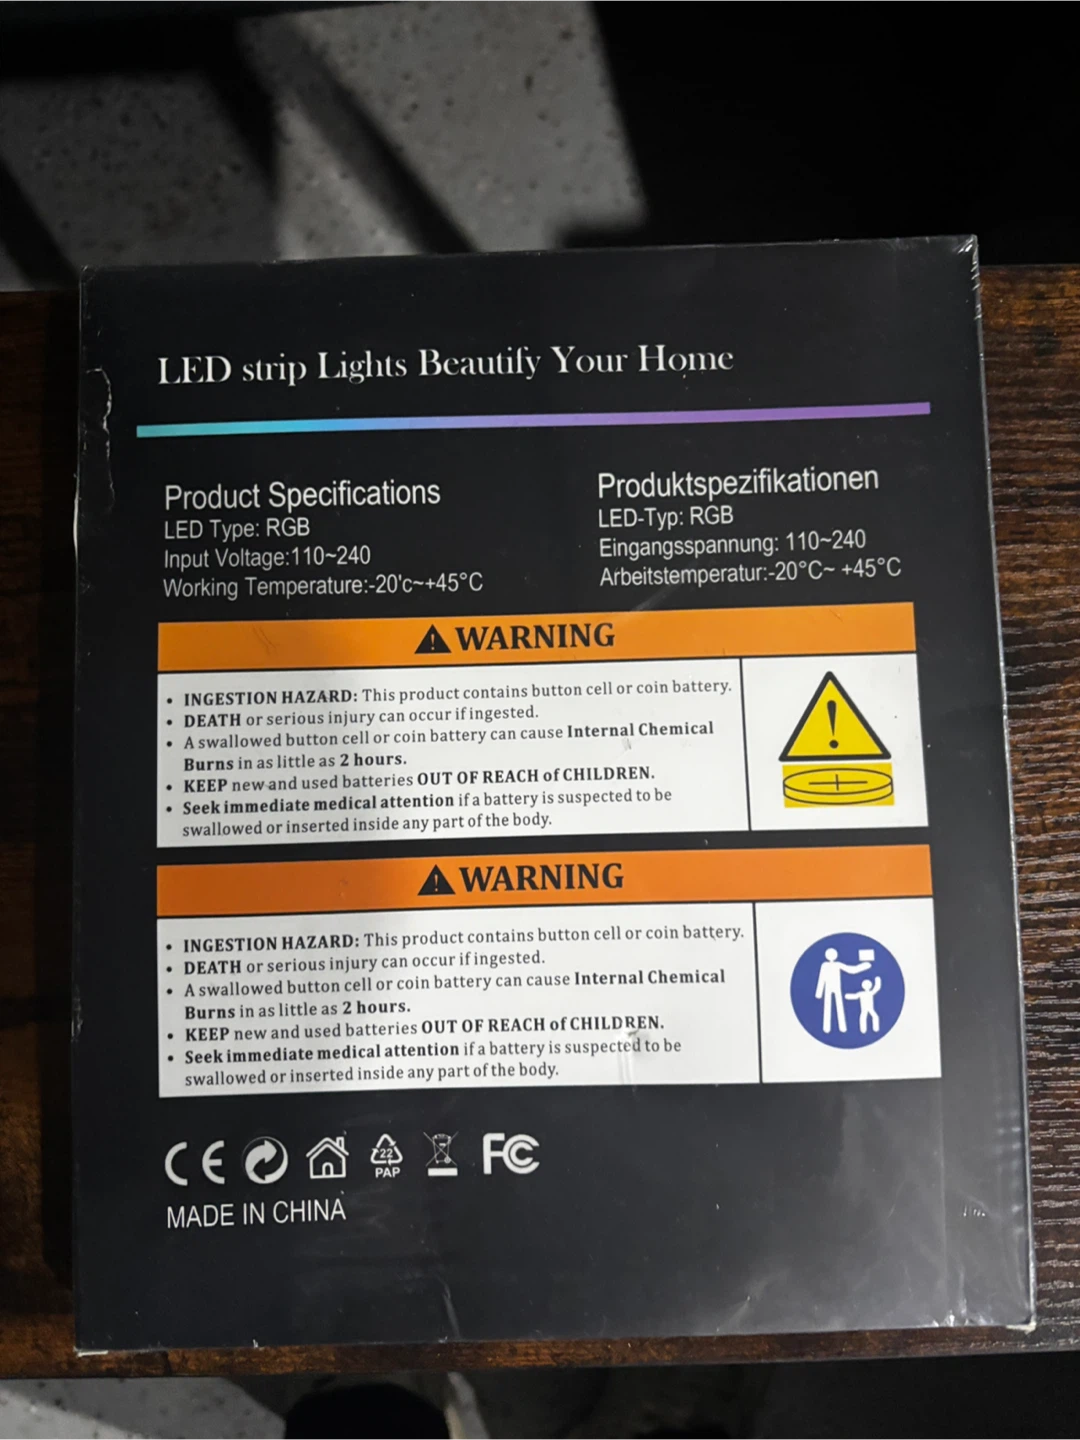 LED strip Lights Beautify Your Home
Product Specifications
LED Type: RGB
Input Voltage:110~240
Working Temperature:-20'c~+45°C
Produktspezifikationen
LED-Typ: RGB
Eingangsspannung: 110~240
Arbeitstemperatur:-20°C~ +45°C
WARNING
• INGESTION HAZARD: This product contains button cell or coin battery.
• DEATH or serious injury can occur if ingested.
• A swallowed button cell or coin battery can cause Internal Chemical
Burns in as little as 2 hours.
• KEEP new and used batteries OUT OF REACH of CHILDREN.
• Seek immediate medical attention if a battery is suspected to be
swallowed or inserted inside any part of the body.
WARNING
• INGESTION HAZARD: This product contains button cell or coin battery.
• DEATH or serious injury can occur if ingested.
• A swallowed button cell or coin battery can cause Internal Chemical
Burns in as little as 2 hours.
• KEEP new and used batteries OUT OF REACH of CHILDREN.
• Seek immediate medical attention if a battery is suspected to be
swallowed or inserted inside any part of the body.
CE 22 PAP FC
MADE IN CHINA